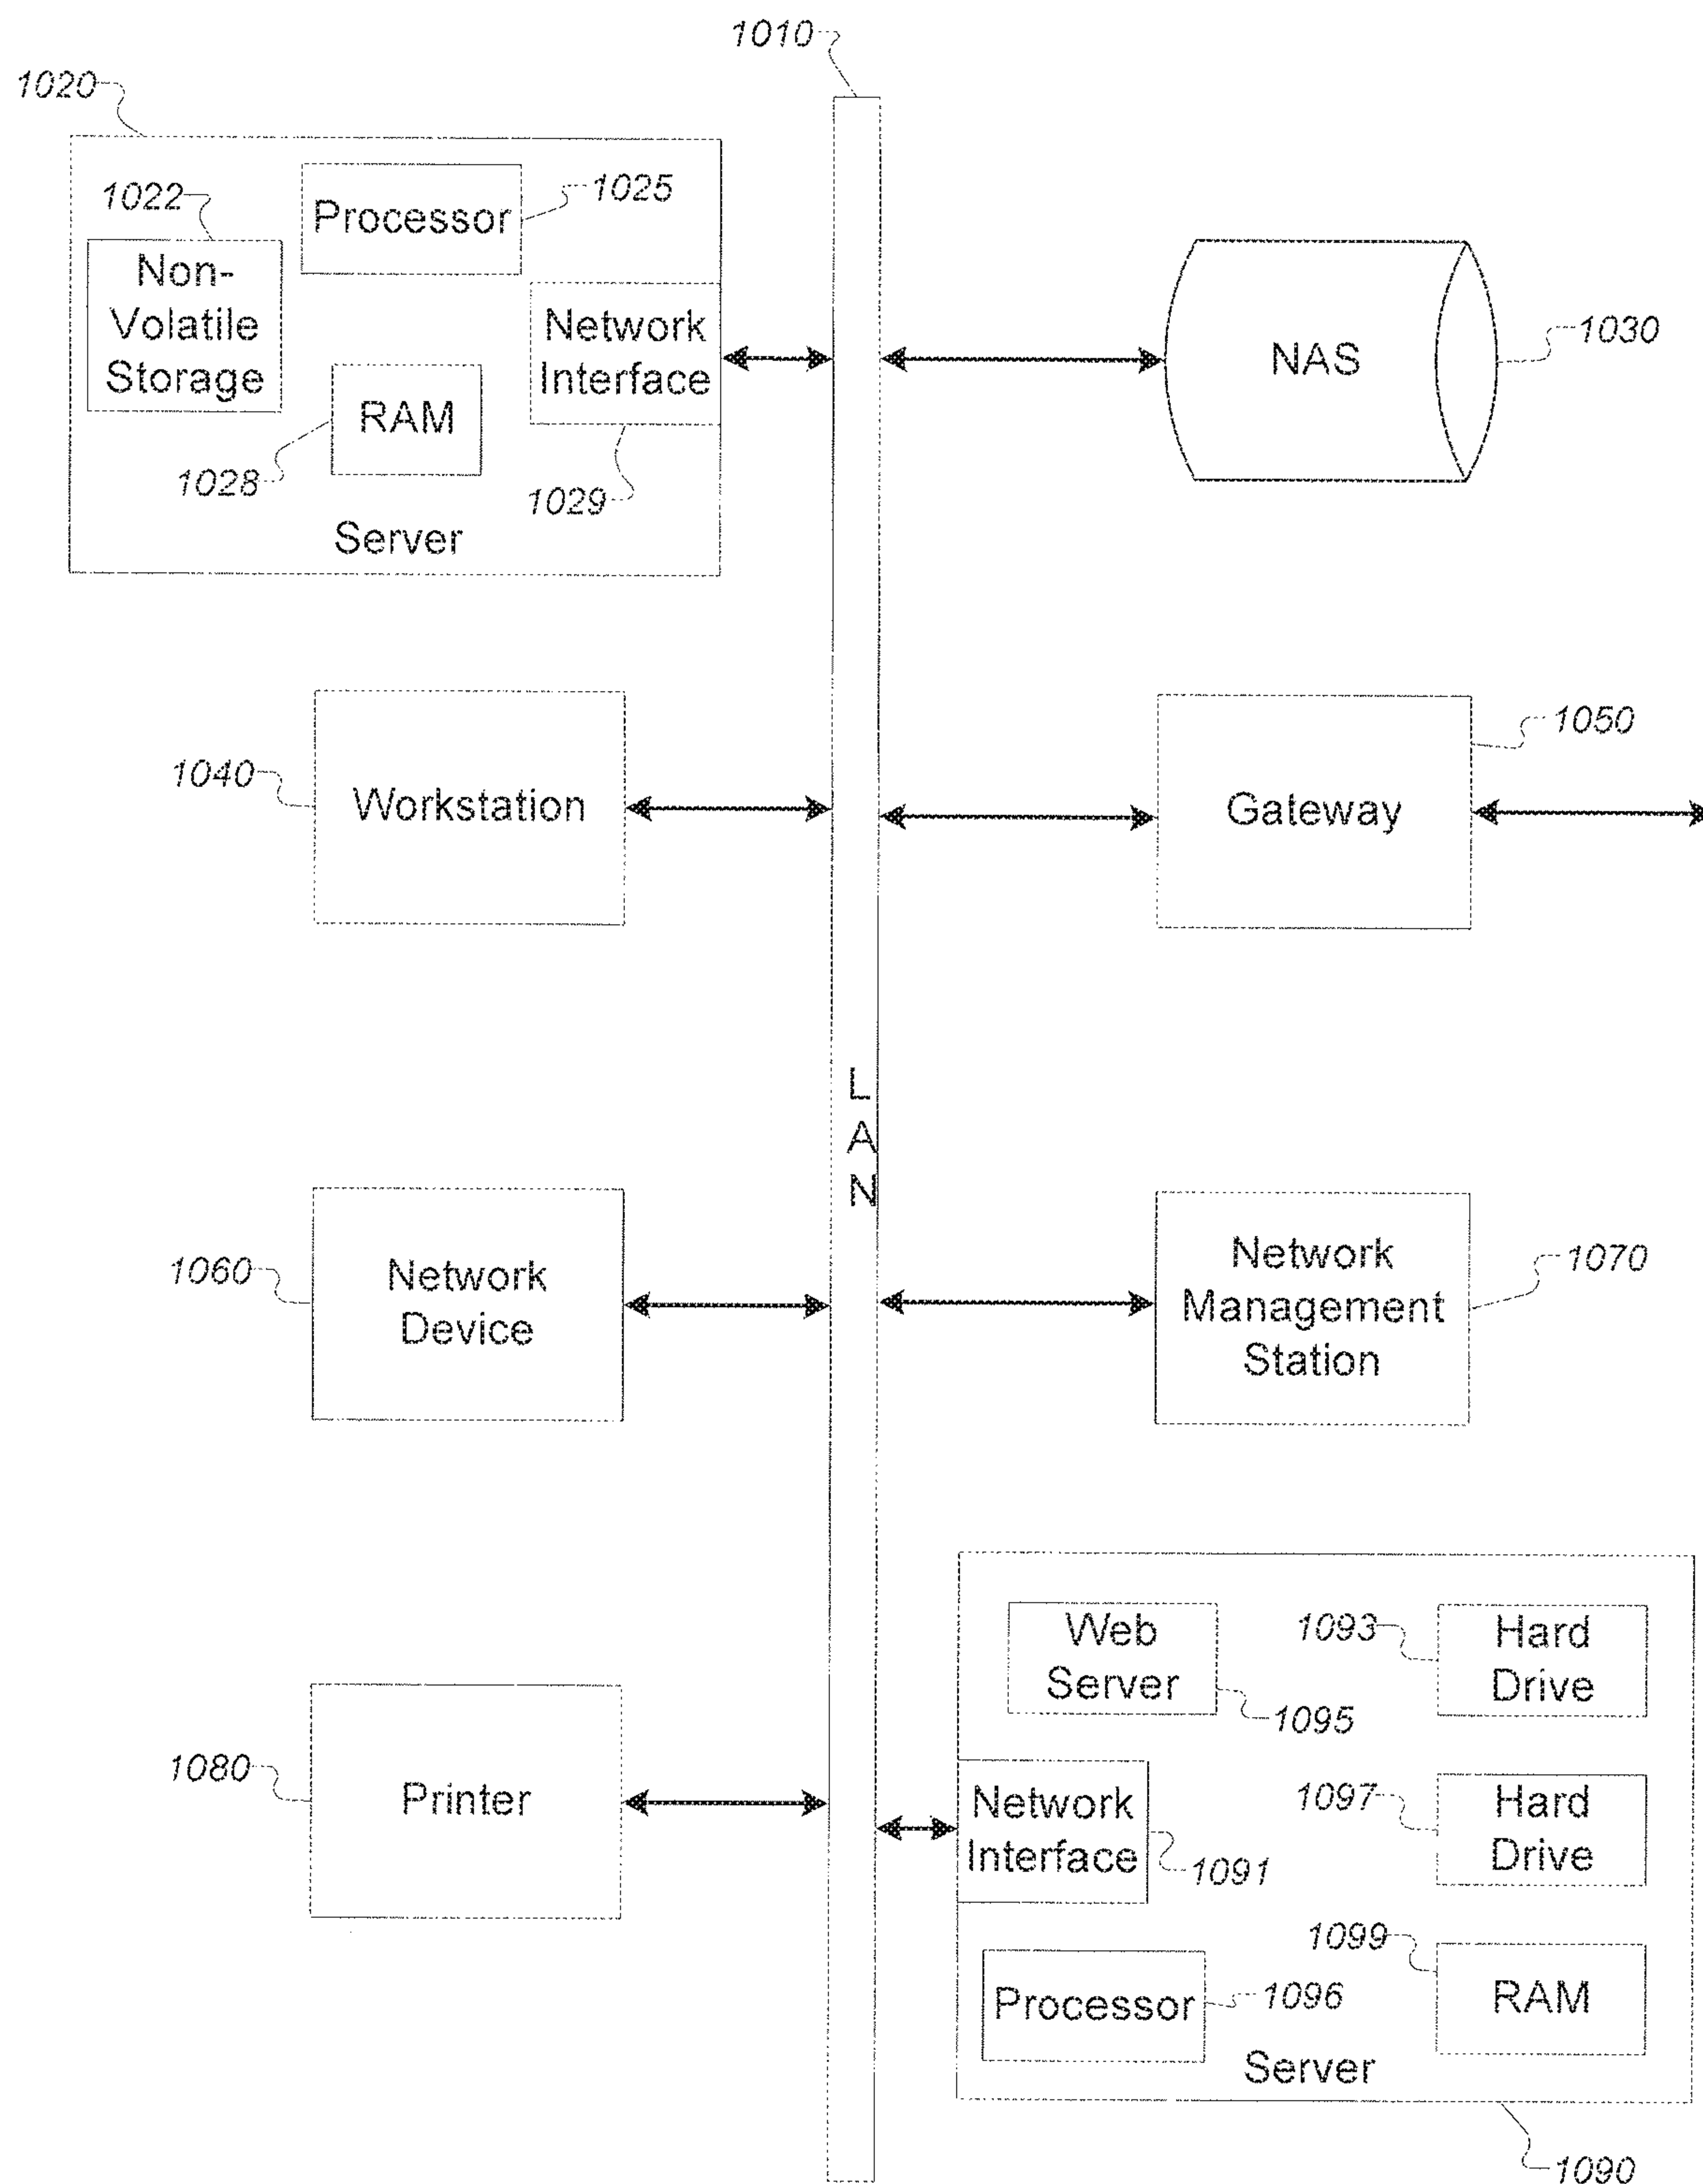 1010
1020
1022
Processor
1025
Non-
Volatile
Storage
Network
Interface
RAM
1028
1029
Server
NAS
1030
1040
Workstation
Gateway
1050
L
A
N
1060
Network
Device
Network
Management
Station
1070
1080
Printer
Web
Server
1095
1093
Hard
Drive
Network
Interface
1091
1097
Hard
Drive
Processor
1096
1099
RAM
Server
1090